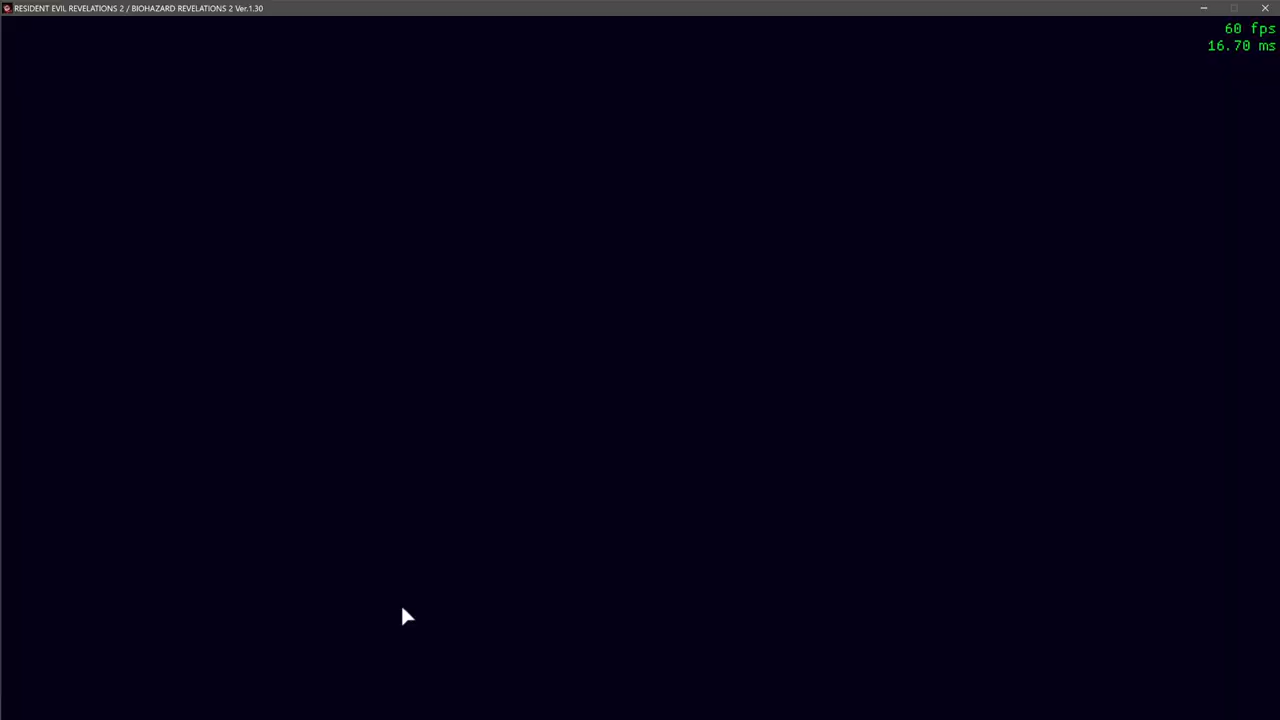 RESIDENT EVIL REVELATIONS 2 / BIOHAZARD REVELATIONS 2 Ver.1.30
60 fps
16.70 ms